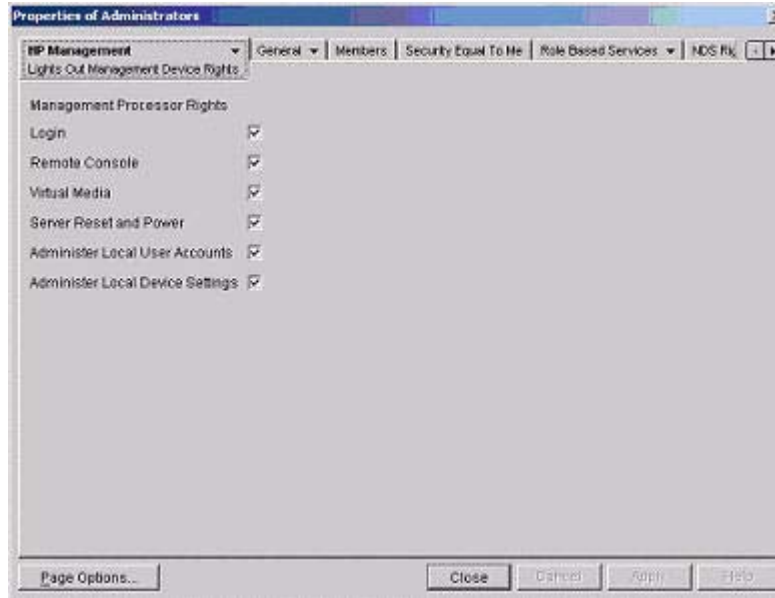 Properties of Administrators
HP Management
General
Members
Security Equal To Me
Role Based Services
NDS
Lights Out Management Device Rights
Management Processor Rights
Login
Remote Console
Virtual Media
Server Reset and Power
Administer Local User Accounts
Administer Local Device Settings
Page Options...
Close
Cancel
Apply
Help